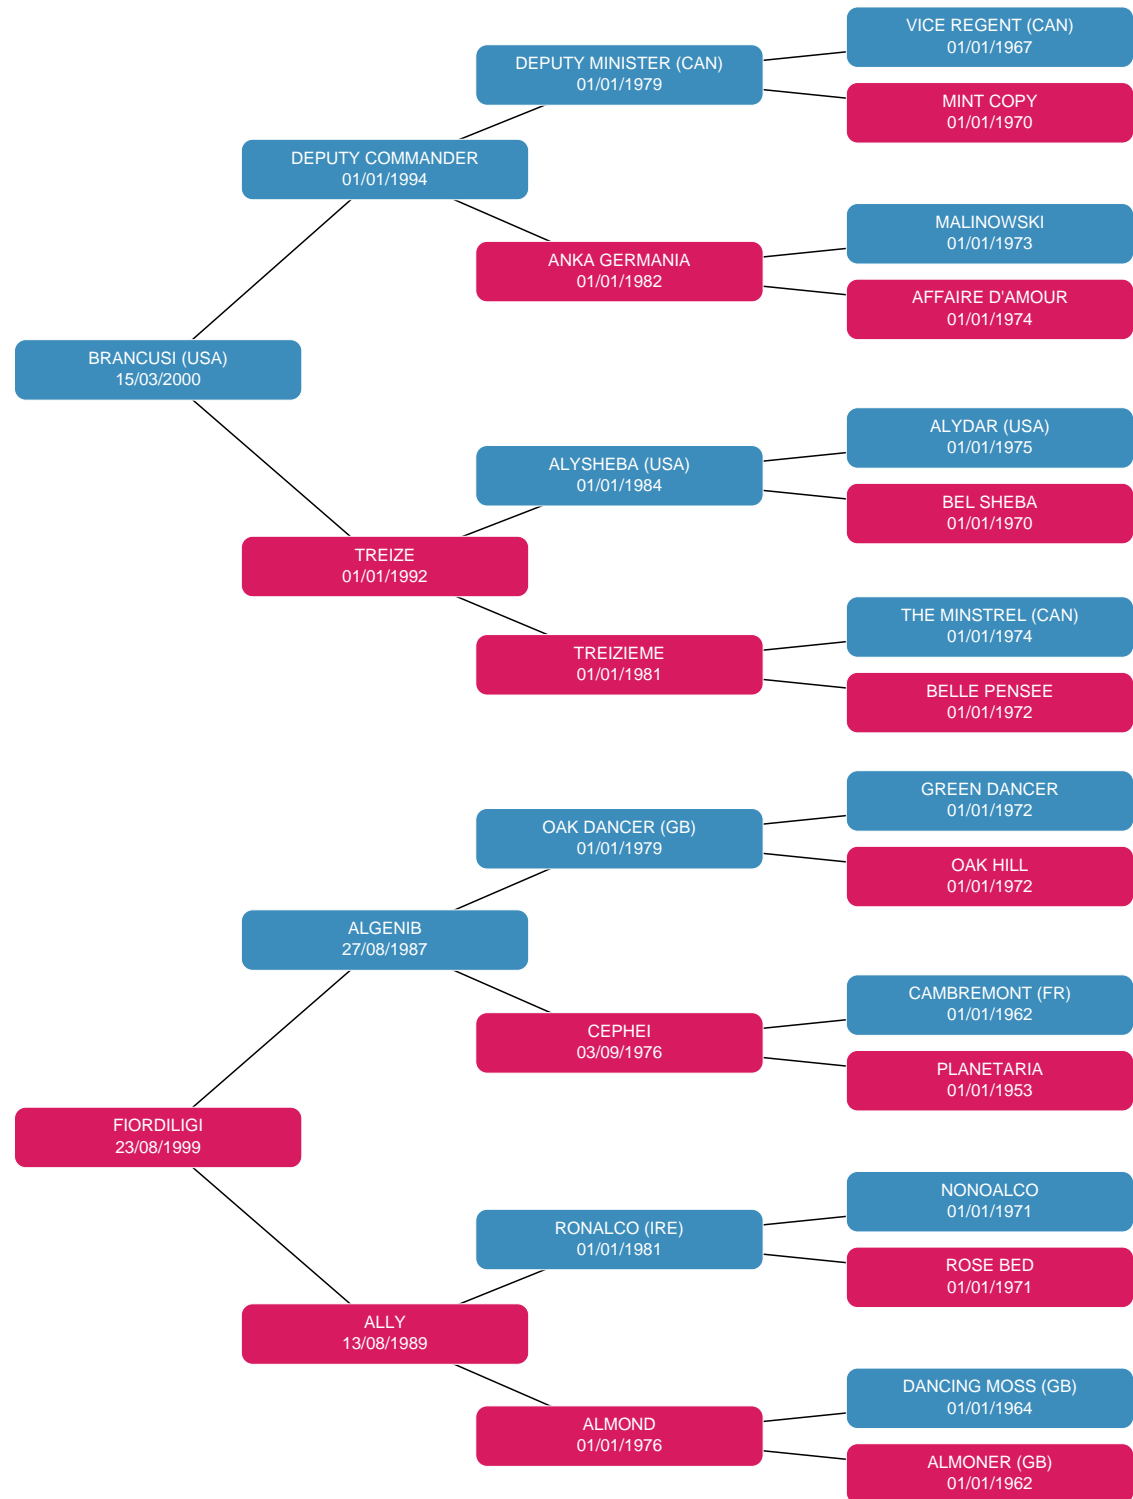 VICE REGENT (CAN)
01/01/1967
DEPUTY MINISTER (CAN)
01/01/1979
MINT COPY
01/01/1970
DEPUTY COMMANDER
01/01/1994
MALINOWSKI
01/01/1973
ANKA GERMANIA
01/01/1982
AFFAIRE D'AMOUR
01/01/1974
BRANCUSI (USA)
15/03/2000
ALYDAR (USA)
01/01/1975
ALYSHEBA (USA)
01/01/1984
BEL SHEBA
01/01/1970
TREIZE
01/01/1992
THE MINSTREL (CAN)
01/01/1974
TREIZIEME
01/01/1981
BELLE PENSEE
01/01/1972
GREEN DANCER
01/01/1972
OAK DANCER (GB)
01/01/1979
OAK HILL
01/01/1972
ALGENIB
27/08/1987
CAMBREMONT (FR)
01/01/1962
CEPHEI
03/09/1976
PLANETARIA
01/01/1953
FIORDILIGI
23/08/1999
NONOALCO
01/01/1971
RONALCO (IRE)
01/01/1981
ROSE BED
01/01/1971
ALLY
13/08/1989
DANCING MOSS (GB)
01/01/1964
ALMOND
01/01/1976
ALMONER (GB)
01/01/1962